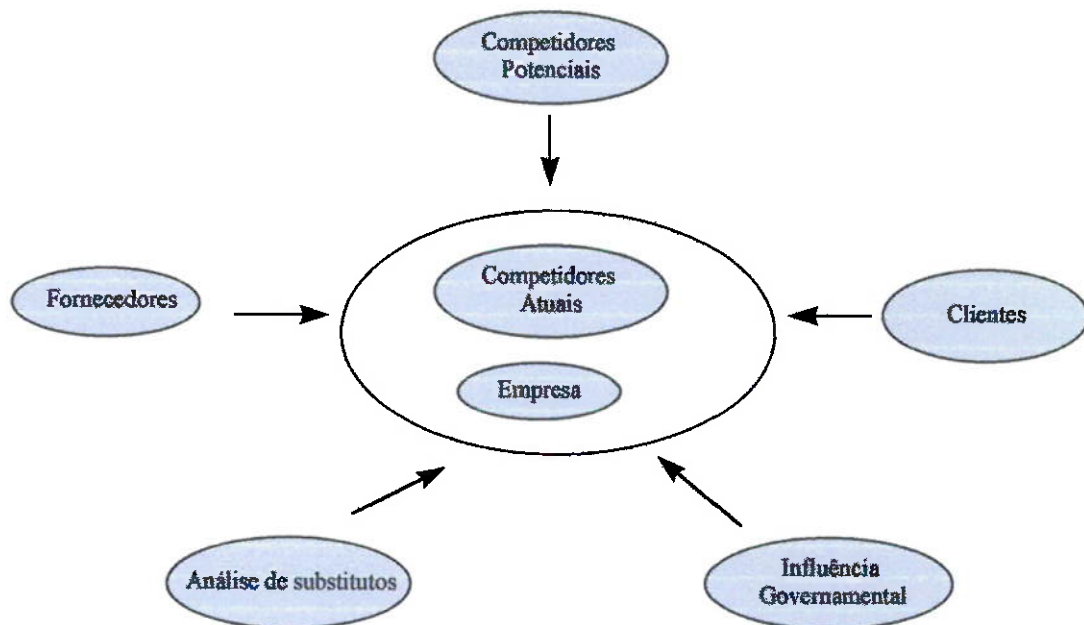 Competidores
Potenciais
Competidores
Atuais
Fornecedores
Clientes
Empresa
Análise de substitutos
Influência
Governamental